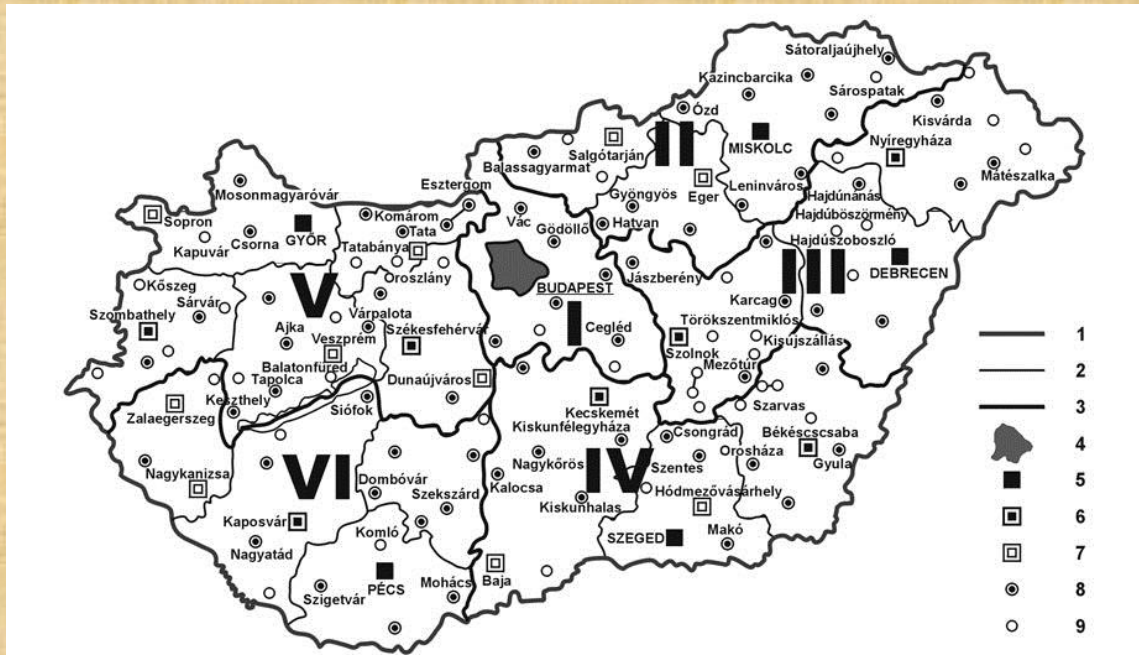 Sátoraljaújhely
Kazincbarcika
Sárospatak
Ózd
Kisvárda
II
MISKOLC
Nyíregyháza
Salgótarján
Balassagyarmat
Mátészalka
Esztergom
Gyöngyös
Eger
Leninváros
Hajdúnánás
Mosonmagyaróvár
Vác
Hatvan
Hajdúböszörmény
Sopron
Komárom
Tata
Gödöllő
Kapuvár
Csorna
GYŐR
Tatabánya
Hajdúszoboszló
III
DEBRECEN
Oroszlány
Jászberény
Kőszeg
V
BUDAPEST
Sárvár
Karcag
Szombathely
Várpalota
I
Törökszentmiklós
Ajka
Székesfehérvár
Cegléd
Veszprém
Kisújszállás
Szolnok
Balatonfüred
Mezőtúr
Tapolca
Dunaújváros
Keszthely
Siófok
Szarvas
Zalaegerszeg
Kecskemét
Kiskunfélegyháza
Csongrád
Békéscscsaba
Orosháza
Nagykanizsa
VI
Dombóvár
Nagykőrös
IV
Szentes
Gyula
Kalocsa
Hódmezővásárhely
Szekszárd
Kiskunhalas
Kaposvár
Komló
SZEGED
Makó
Nagyatád
Baja
Mohács
PÉCS
Szigetvár
1
2
3
4
5
6
7
8
9